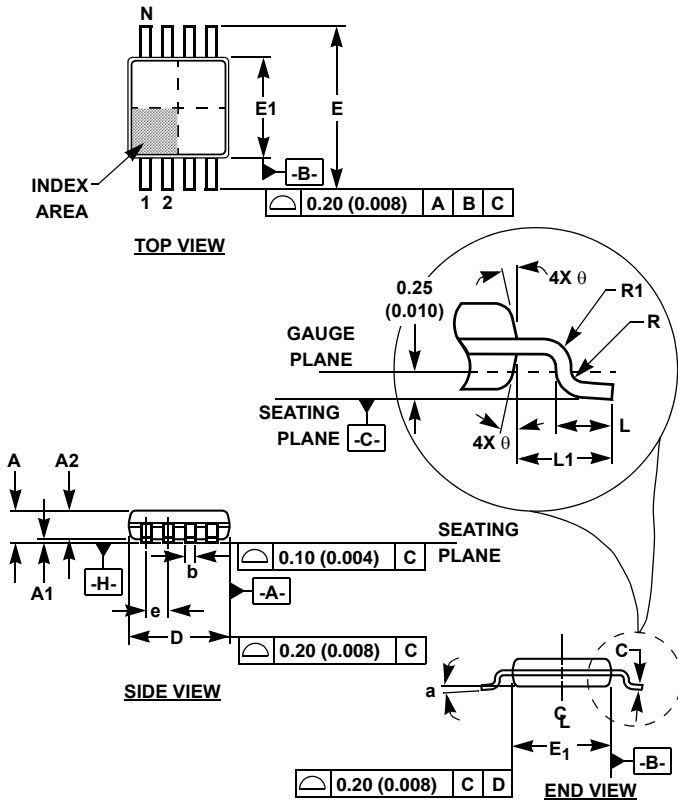 N
E1
E
-B-
INDEX
AREA
1 2
0.20 (0.008) A B C
TOP VIEW
0.25
(0.010)
4X θ
R1
R
GAUGE
PLANE
SEATING
PLANE
-C-
4X θ
L
L1
A
A2
SEATING
PLANE
A1
-H-
b
0.10 (0.004) C
e
-A-
D
0.20 (0.008) C
SIDE VIEW
C
a
CL
E1
-B-
0.20 (0.008) C D
END VIEW